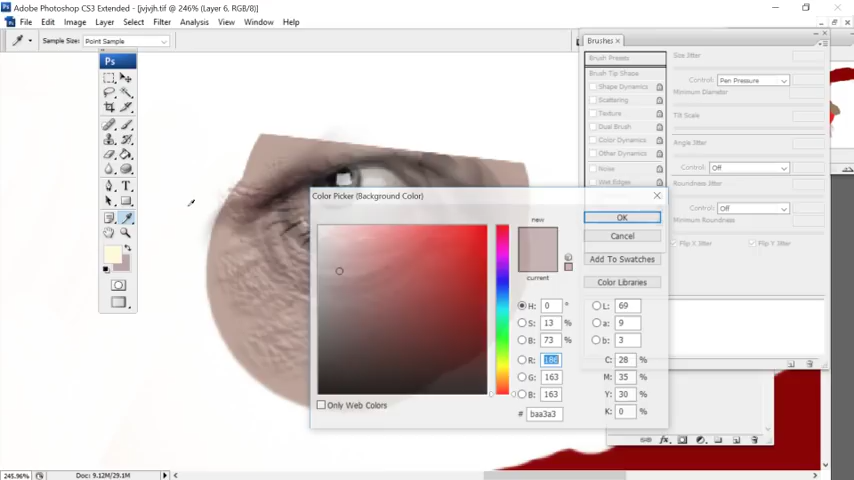 Adobe Photoshop CS3 Extended - [jvjvjh.tif @ 246% (Layer 6, RGB/8)]
File Edit Image Layer Select Filter Analysis View Window Help
Sample Size: Point Sample
Brushes ×
Ps
Brush Presets
Brush Tip Shape
Shape Dynamics
Scattering
Texture
Dual Brush
Color Dynamics
Other Dynamics
Noise
Wet Edges
Size Jitter
Control: Pen Pressure
Minimum Diameter
Tilt Scale
Angle Jitter
Control: Off
Roundness Jitter
Control: Off
Minimum Roundness
Flip X Jitter
Flip Y Jitter
Color Picker (Background Color)
new
current
OK
Cancel
Add To Swatches
Color Libraries
H: 0 °
S: 13 %
B: 73 %
R: 186
G: 163
B: 163
# baa3a3
L: 69
a: 9
b: 3
C: 28 %
M: 35 %
Y: 30 %
K: 0 %
Only Web Colors
245.96%
Doc: 9.12M/29.1M